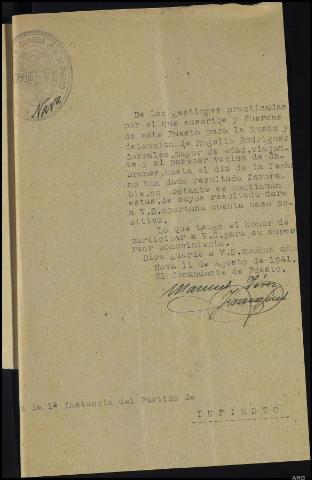 GUARDIA
Nava
De las gestiones practicadas
por el que suscribe y fuerzas
de este Puesto para la busca y
detencion de Rogelio Rodriguez
Corrales, mayor de edad, viajan-
te y al parecer vecino de Ca-
branes, hasta el dia de la fecha
no han dado resultado favora-
ble, no obstante se continuan
estas, de cuyos resultado dare
a V.S. oportuna cuenta caso po-
sitivo.
Lo que tengo el honor de
participar a V.S. para su supe-
rior conocimiento.
Dios guarde a V.S. muchos años
Nava 11 de Agosto de 1941.
El Comandante de Puesto.
Manuel
de 1ª Instancia del Partido de
INFIESTO